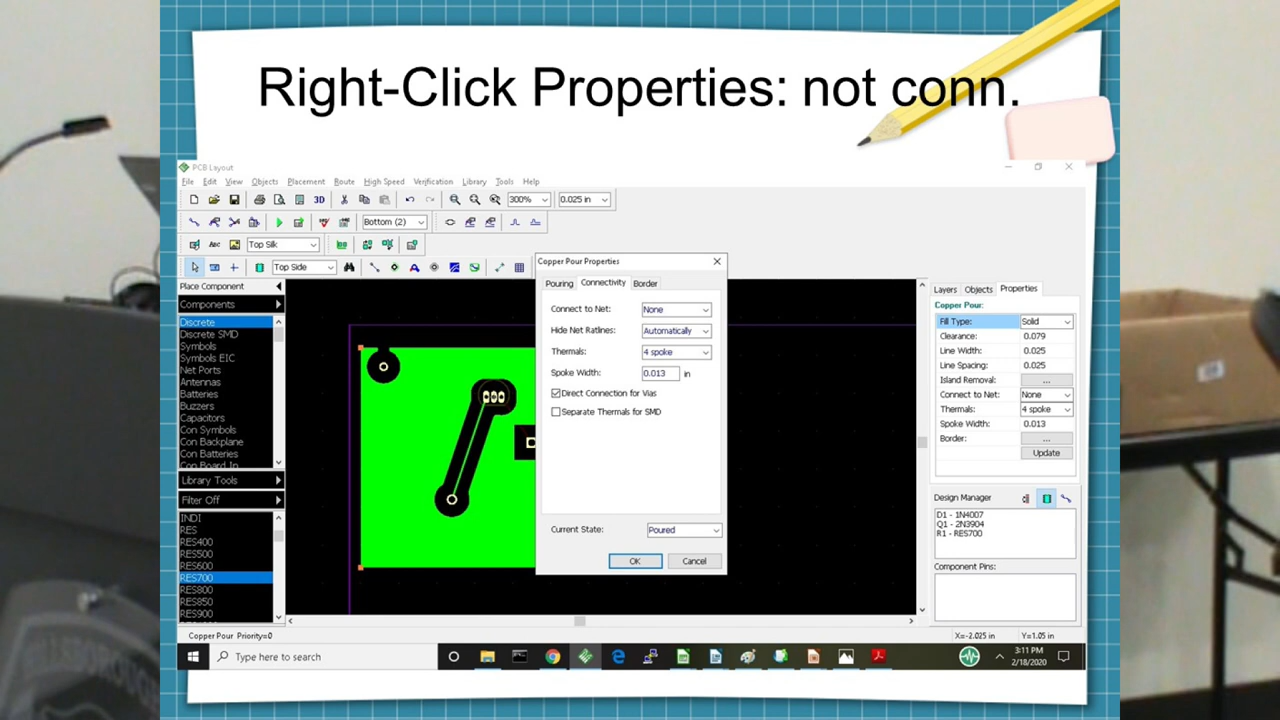 Right-Click Properties: not conn.
PCB Layout
File Edit View Objects Placement Route High Speed Verification Library Tools Help
3D 300% 0.025 in
Bottom (2)
Abc Top Silk
Top Side
Place Component
Components
Discrete
Discrete SMD
Symbols
Symbols EIC
Net Ports
Antennas
Batteries
Buzzers
Capacitors
Con Symbols
Con Backplane
Con Batteries
Con Board In
Library Tools
Filter Off
INDI
RES
RES400
RES500
RES600
RES700
RES800
RES850
RES900
Copper Pour Properties
Pouring Connectivity Border
Connect to Net: None
Hide Net Ratlines: Automatically
Thermals: 4 spoke
Spoke Width: 0.013 in
Direct Connection for Vias
Separate Thermals for SMD
Current State: Poured
OK Cancel
Layers Objects Properties
Copper Pour:
Fill Type: Solid
Clearance: 0.079
Line Width: 0.025
Line Spacing: 0.025
Island Removal: ...
Connect to Net: None
Thermals: 4 spoke
Spoke Width: 0.013
Border: ...
Update
Design Manager
D1 - 1N4007
Q1 - 2N3904
R1 - RES700
Component Pins:
Copper Pour Priority=0
X=-2.025 in Y=1.05 in
Type here to search
3:11 PM
2/18/2020